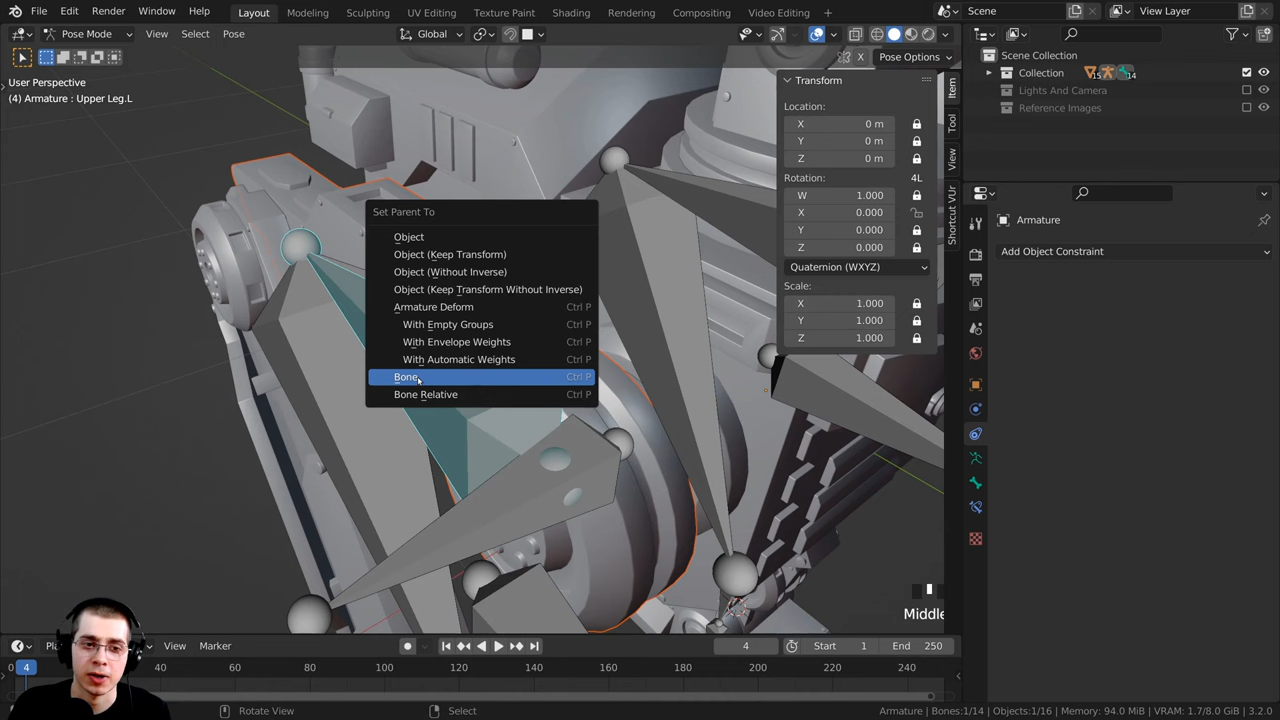 File Edit Render Window Help
Layout Modeling Sculpting UV Editing Texture Paint Shading Rendering Compositing Video Editing +
Scene
View Layer
Pose Mode View Select Pose
Global
X Pose Options
User Perspective
(4) Armature : Upper Leg.L
Set Parent To
Object
Object (Keep Transform)
Object (Without Inverse)
Object (Keep Transform Without Inverse)
Armature Deform Ctrl P
With Empty Groups Ctrl P
With Envelope Weights Ctrl P
With Automatic Weights Ctrl P
Bone Ctrl P
Bone Relative Ctrl P
Transform
Location:
X 0 m
Y 0 m
Z 0 m
Rotation: 4L
W 1.000
X 0.000
Y 0.000
Z 0.000
Quaternion (WXYZ)
Scale:
X 1.000
Y 1.000
Z 1.000
Item
Tool
View
Shortcut VUr
Scene Collection
Collection 15 14
Lights And Camera
Reference Images
Armature
Add Object Constraint
Middle
View Marker
4
Start 1
End 250
0 4 40 60 80 100 120 140 160 180 200 220 240
Rotate View
Select
Armature | Bones:1/14 | Objects:1/16 | Memory: 94.0 MiB | VRAM: 1.7/8.0 GiB | 3.2.0